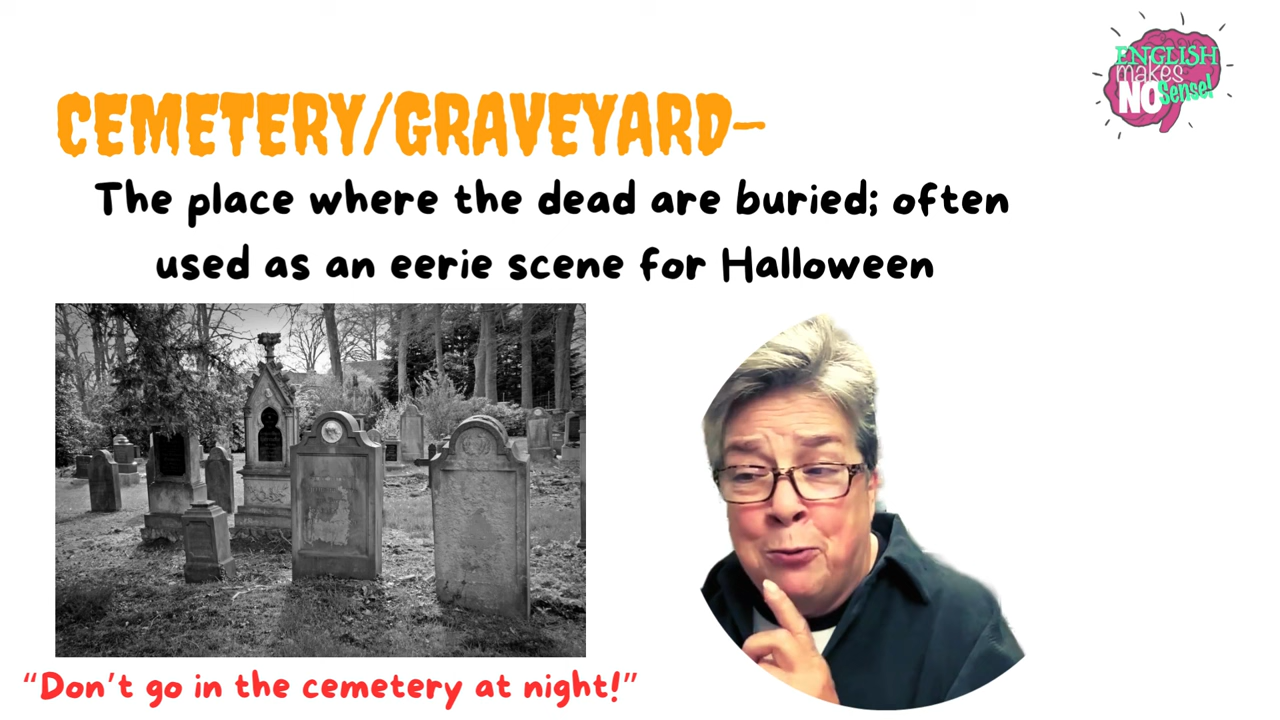 ENGLISH
makes
NO Sense!
CEMETERY/GRAVEYARD-
The place where the dead are buried; often
used as an eerie scene for Halloween
"Don't go in the cemetery at night!"